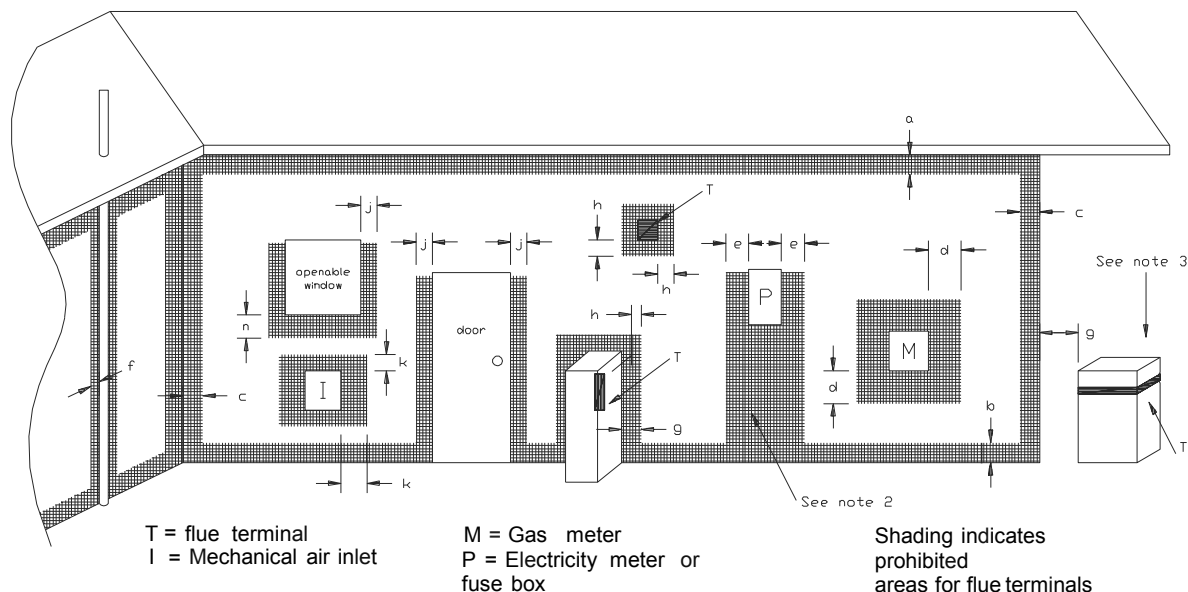 a
T
j
h
c
j
j
e
e
d
See note 3
openable
window
P
h
n
door
h
g
M
k
T
f
I
d
c
g
b
k
T
See note 2
T = flue terminal
I = Mechanical air inlet
M = Gas meter
P = Electricity meter or
fuse box
Shading indicates
prohibited
areas for flue terminals